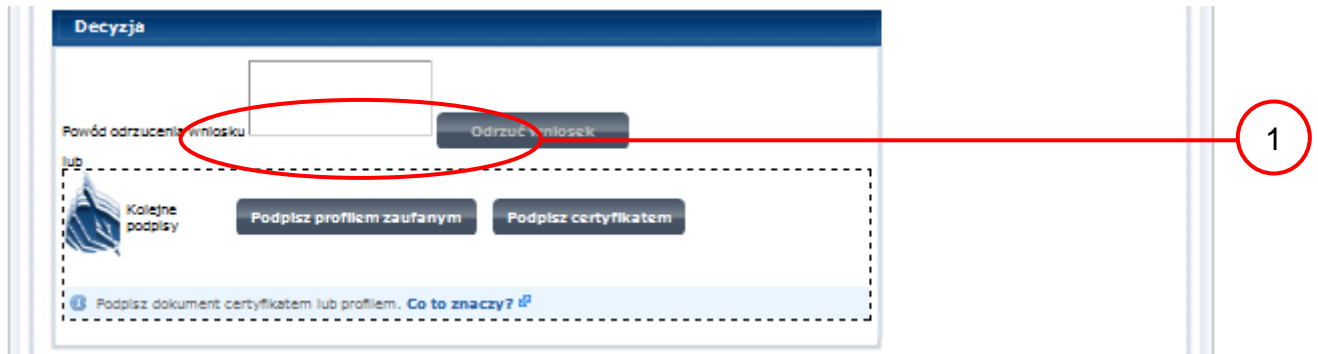 Decyzja
Powód odrzucenia wniosku
Odrzuć wniosek
lub
Kolejne
podpisy
Podpisz profilem zaufanym
Podpisz certyfikatem
Podpisz dokument certyfikatem lub profilem. Co to znaczy?
1